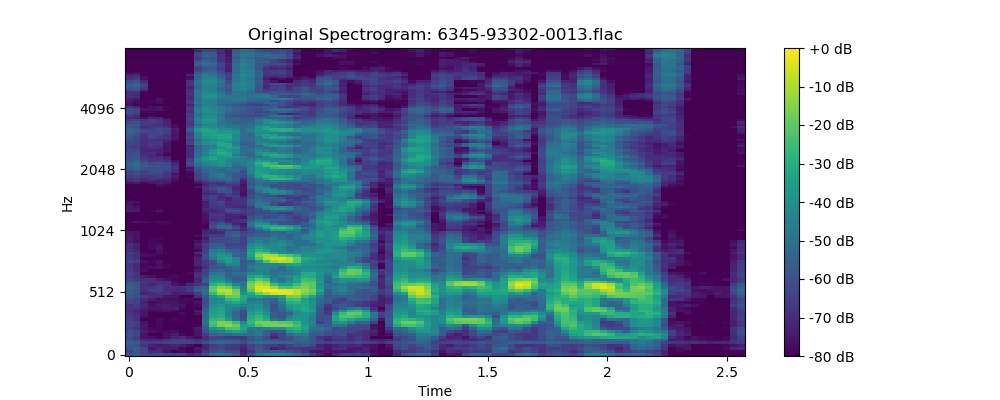 Original Spectrogram: 6345-93302-0013.flac
+0 dB
4096
-10 dB
-20 dB
2048
-30 dB
Hz
1024
-40 dB
-50 dB
512
-60 dB
-70 dB
0
-80 dB
0 0.5 1 1.5 2 2.5
Time